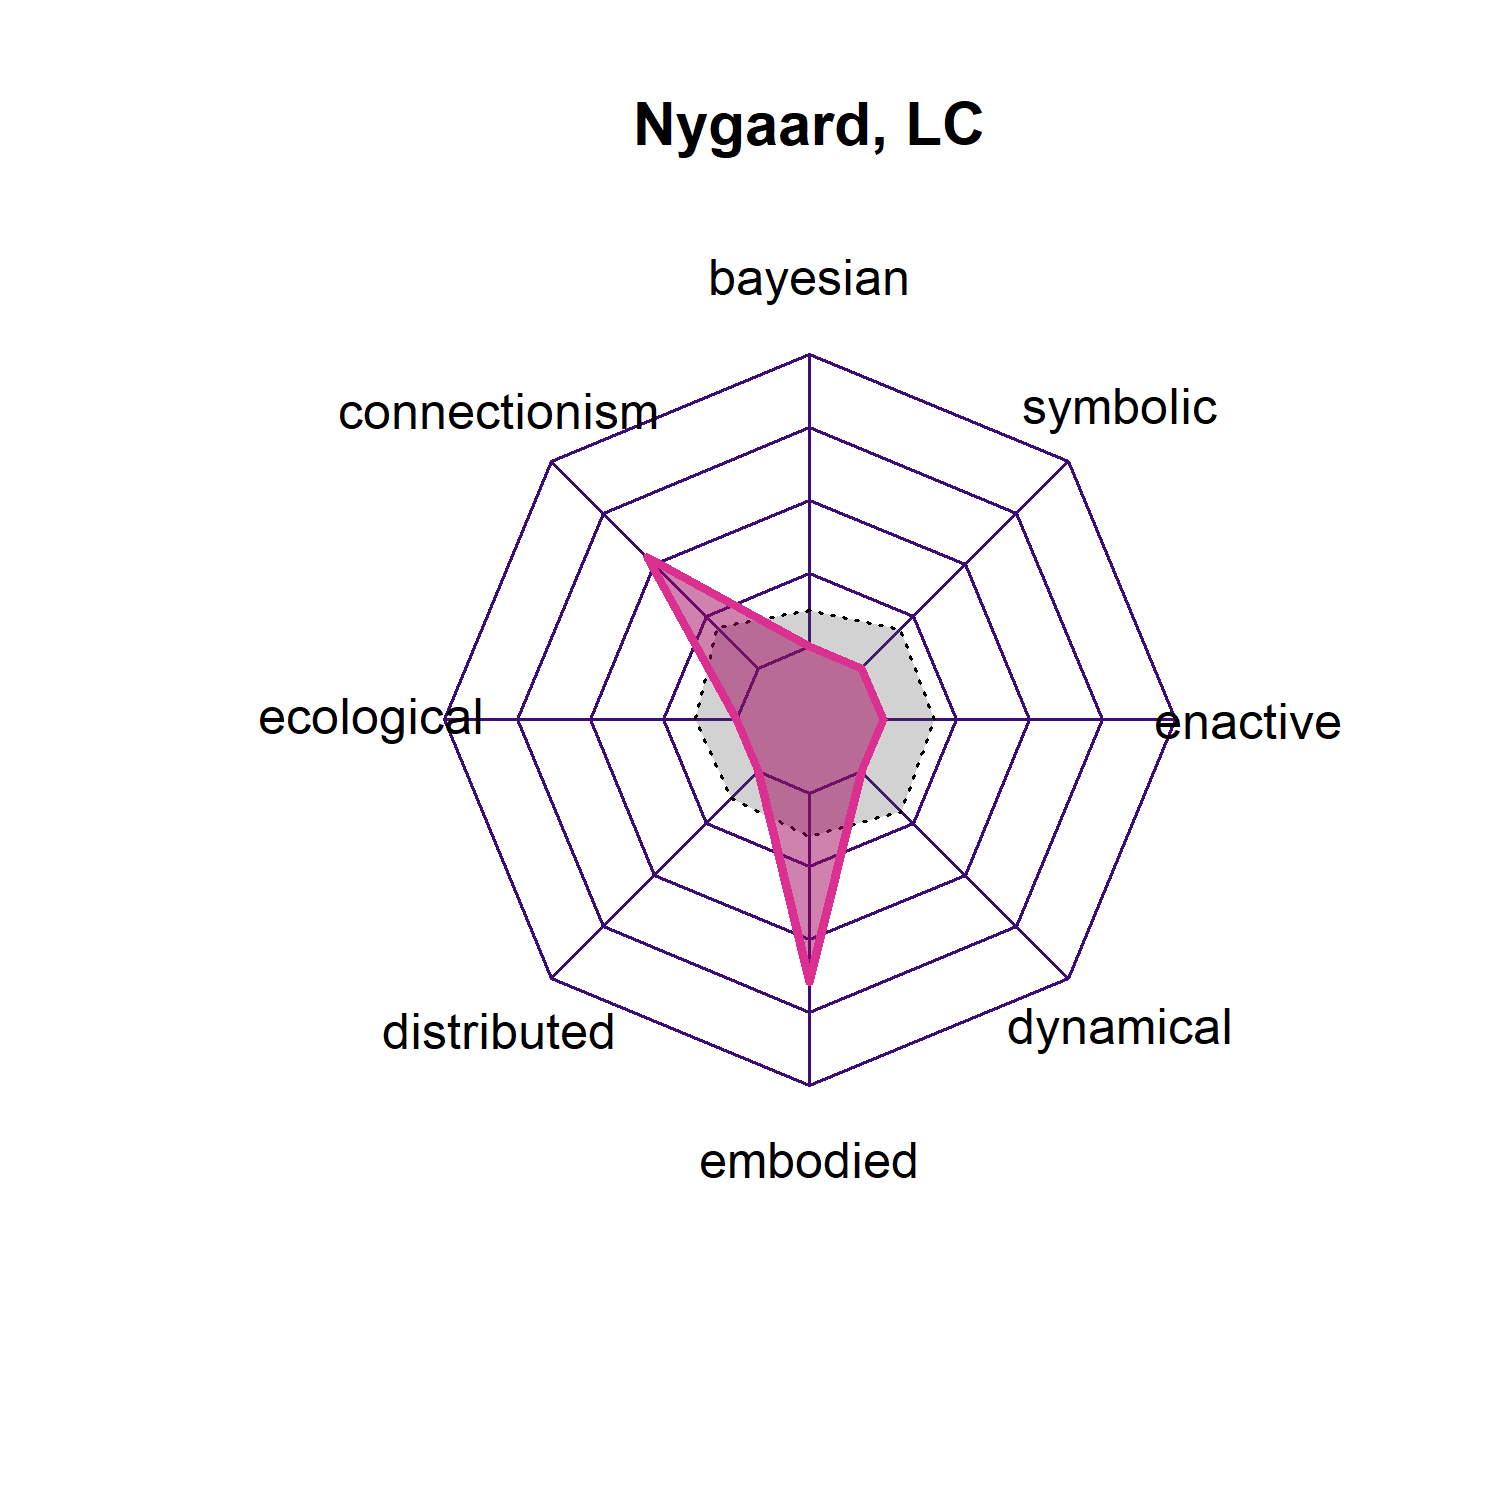 Nygaard, LC
bayesian
symbolic
connectionism
ecological
enactive
distributed
dynamical
embodied